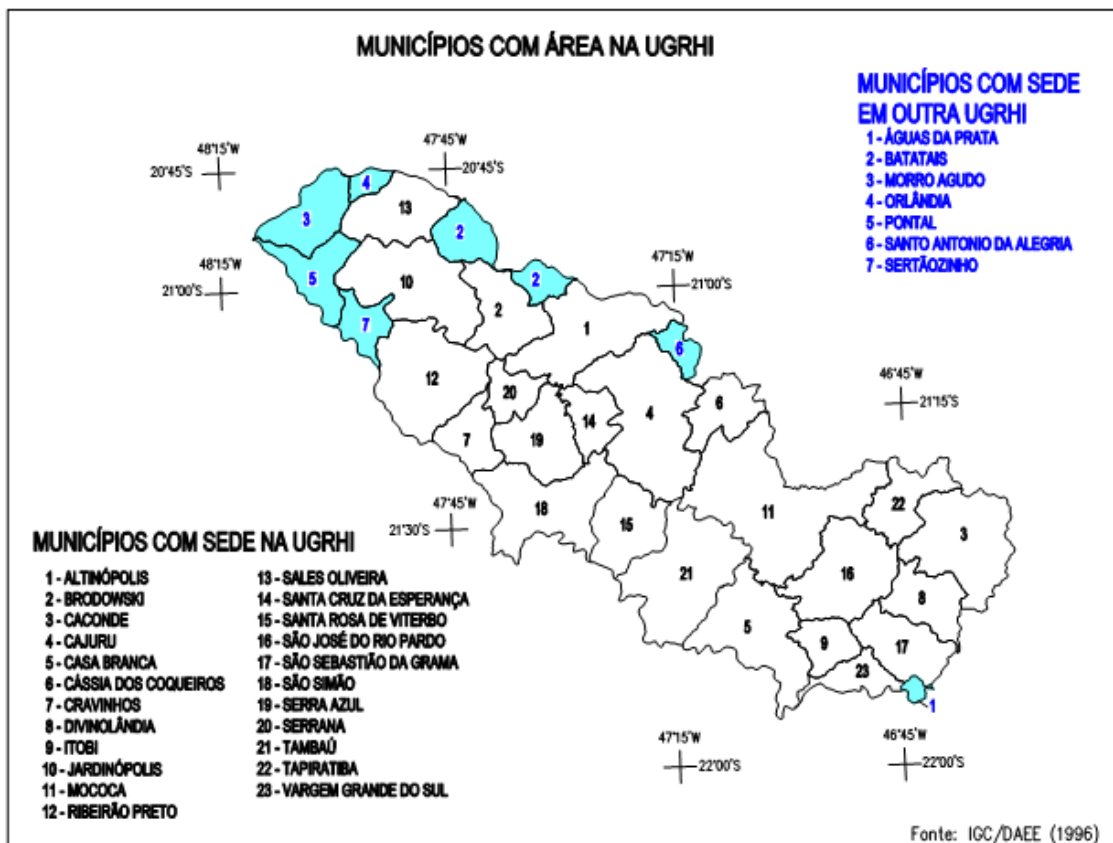 MUNICÍPIOS COM ÁREA NA UGRHI
MUNICÍPIOS COM SEDE
EM OUTRA UGRHI
1 - ÁGUAS DA PRATA
2 - BATATAIS
3 - MORRO AGUDO
4 - ORLÂNDIA
5 - PONTAL
6 - SANTO ANTONIO DA ALEGRIA
7 - SERTÃOZINHO
48°15'W
20°45'S
47°45'W
20°45'S
48°15'W
21°00'S
47°15'W
21°00'S
46°45'W
21°15'S
47°45'W
21°30'S
47°15'W
22°00'S
46°45'W
22°00'S
4
3
13
2
5
10
2
2
7
1
6
12
20
4
6
14
7
19
18
15
11
22
3
21
16
8
5
9
17
23
1
MUNICÍPIOS COM SEDE NA UGRHI
1 - ALTINÓPOLIS
2 - BRODOWSKI
3 - CACONDE
4 - CAJURU
5 - CASA BRANCA
6 - CÁSSIA DOS COQUEIROS
7 - CRAVINHOS
8 - DIVINOLÂNDIA
9 - ITOBI
10 - JARDINÓPOLIS
11 - MOCOCA
12 - RIBEIRÃO PRETO
13 - SALES OLIVEIRA
14 - SANTA CRUZ DA ESPERANÇA
15 - SANTA ROSA DE VITERBO
16 - SÃO JOSÉ DO RIO PARDO
17 - SÃO SEBASTIÃO DA GRAMA
18 - SÃO SIMÃO
19 - SERRA AZUL
20 - SERRANA
21 - TAMBAÚ
22 - TAPIRATIBA
23 - VARGEM GRANDE DO SUL
Fonte: IGC/DAEE (1996)